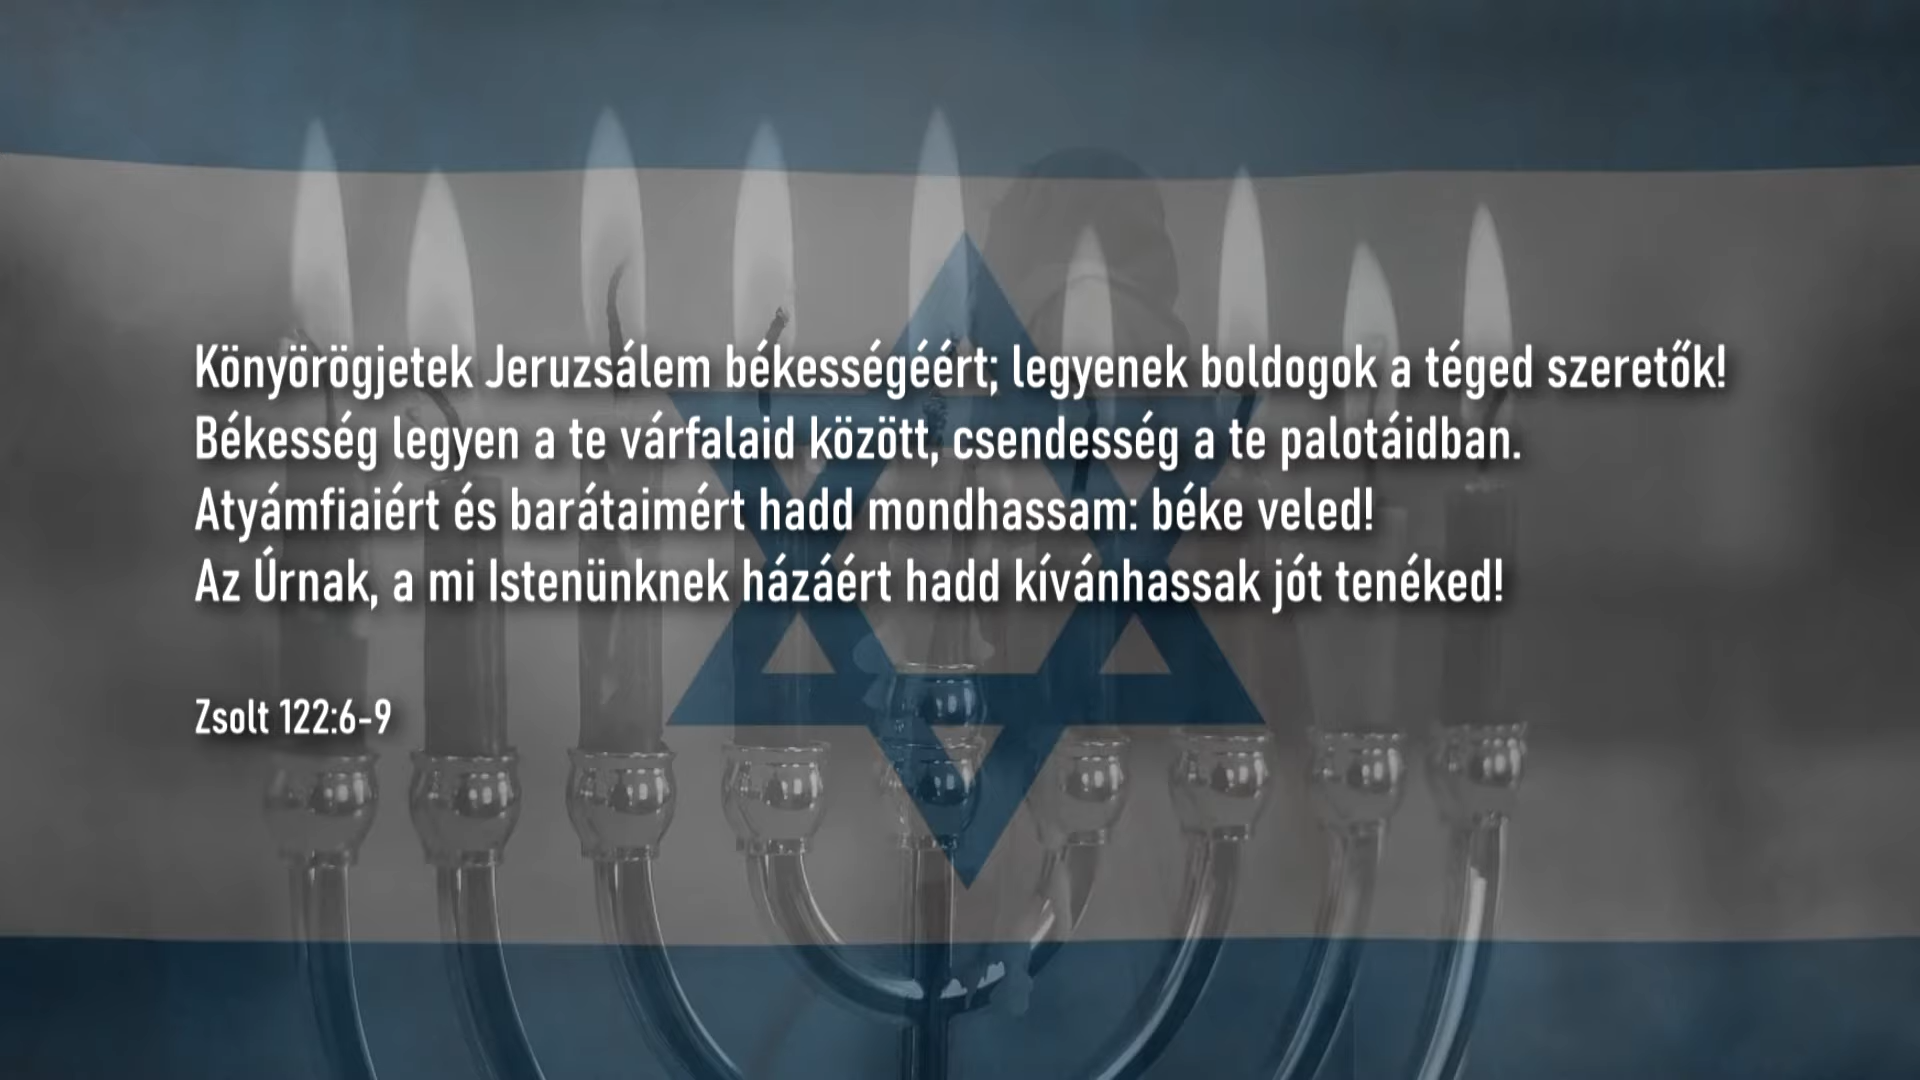 Könyörögjetek Jeruzsálem békességéért; legyenek boldogok a téged szeretők!
Békesség legyen a te várfalaid között, csendesség a te palotáidban.
Atyámfiaiért és barátaimért hadd mondhassam: béke veled!
Az Úrnak, a mi Istenünknek házáért hadd kívánhassak jót tenéked!
Zsolt 122:6-9